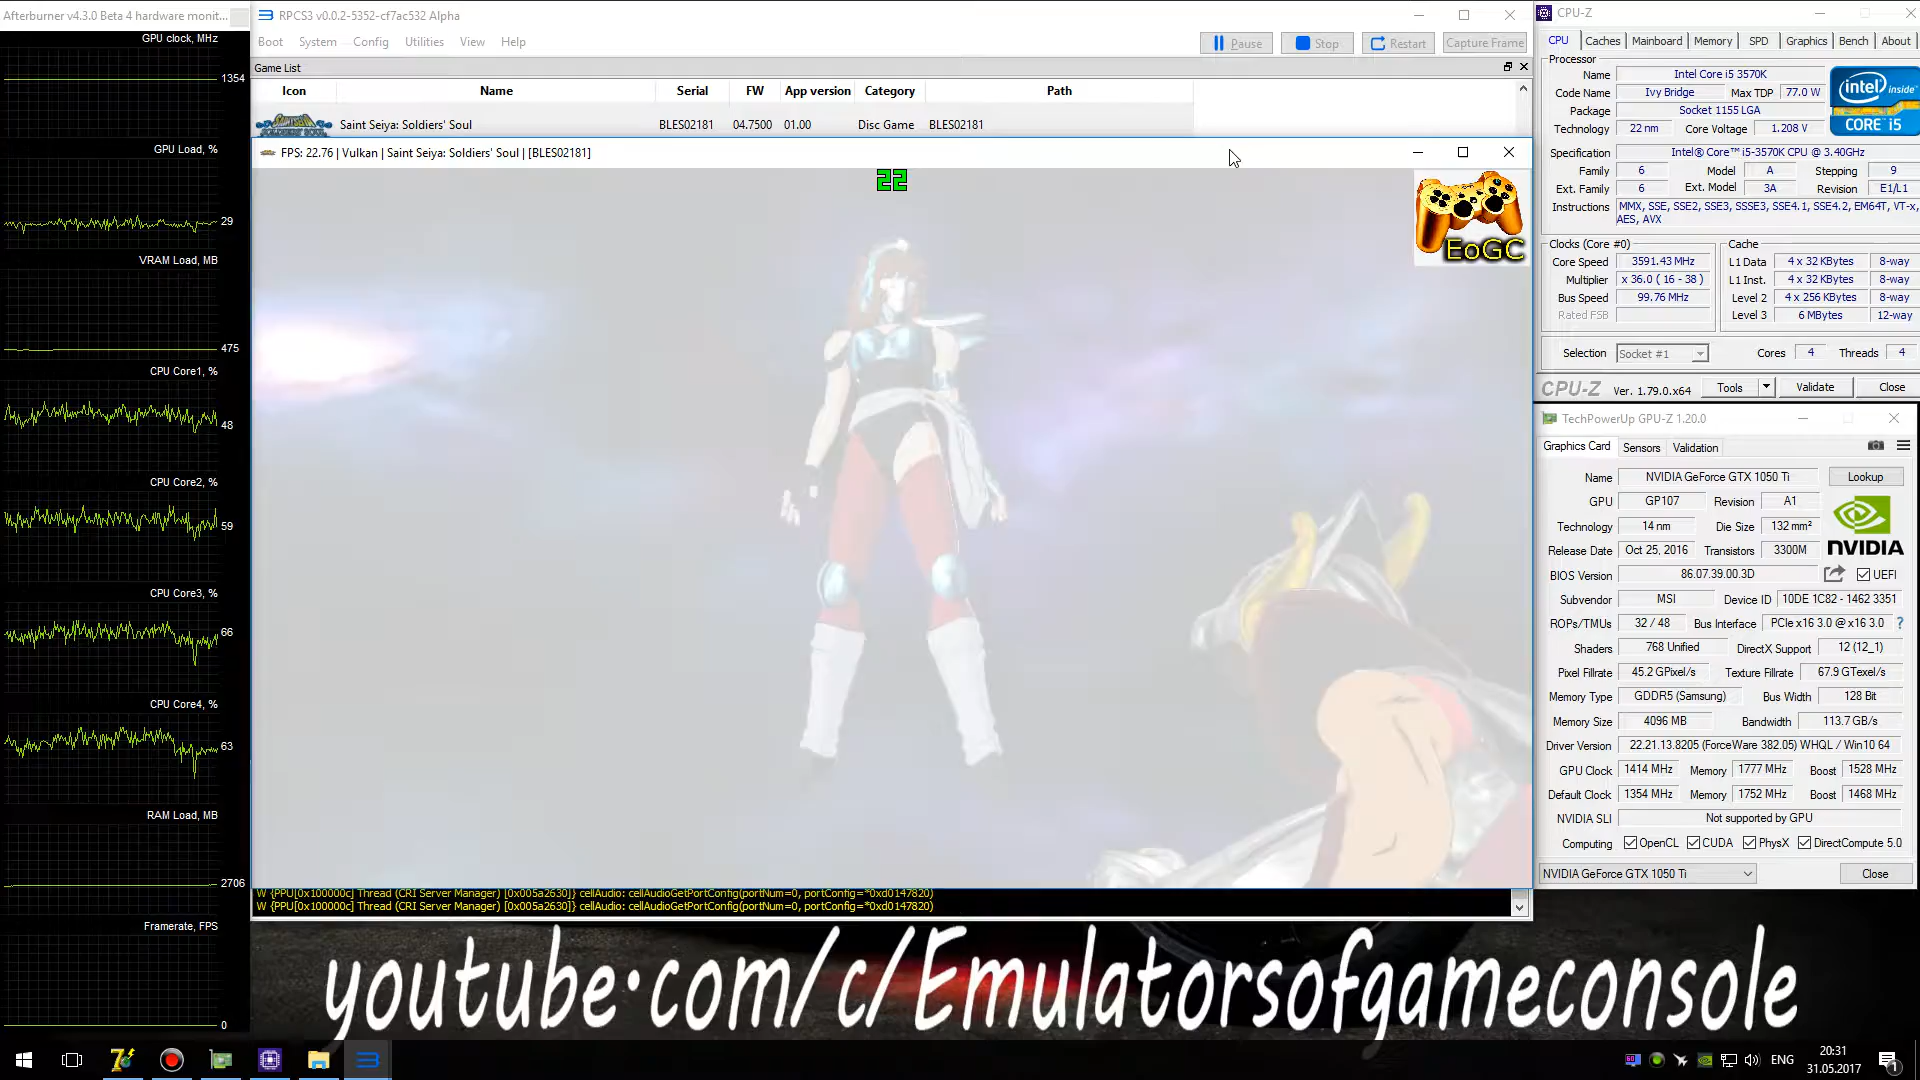 Afterburner v4.3.0 Beta 4 hardware monit...
GPU clock, MHz
1354
GPU Load, %
29
VRAM Load, MB
475
CPU Core1, %
48
CPU Core2, %
59
CPU Core3, %
66
CPU Core4, %
63
RAM Load, MB
2706
Framerate, FPS
0
RPCS3 v0.0.2-5352-cf7ac532 Alpha
Boot System Config Utilities View Help
Pause Stop Restart Capture Frame
Game List
Icon Name Serial FW App version Category Path
SAINT SEIYA SOLDIERS' SOUL Saint Seiya: Soldiers' Soul BLES02181 04.7500 01.00 Disc Game BLES02181
FPS: 22.76 | Vulkan | Saint Seiya: Soldiers' Soul | [BLES02181]
22
EoGC
W {PPU[0x100000c] Thread (CRI Server Manager) [0x005a2630]} cellAudio: cellAudioGetPortConfig(portNum=0, portConfig=*0xd0147820)
W {PPU[0x100000c] Thread (CRI Server Manager) [0x005a2630]} cellAudio: cellAudioGetPortConfig(portNum=0, portConfig=*0xd0147820)
CPU-Z
CPU Caches Mainboard Memory SPD Graphics Bench About
Processor
Name Intel Core i5 3570K
Code Name Ivy Bridge Max TDP 77.0 W
Package Socket 1155 LGA
Technology 22 nm Core Voltage 1.208 V
intel inside™
CORE i5
Specification Intel® Core™ i5-3570K CPU @ 3.40GHz
Family 6 Model A Stepping 9
Ext. Family 6 Ext. Model 3A Revision E1/L1
Instructions MMX, SSE, SSE2, SSE3, SSSE3, SSE4.1, SSE4.2, EM64T, VT-x,
AES, AVX
Clocks (Core #0) Cache
Core Speed 3591.43 MHz L1 Data 4 x 32 KBytes 8-way
Multiplier x 36.0 ( 16 - 38 ) L1 Inst. 4 x 32 KBytes 8-way
Bus Speed 99.76 MHz Level 2 4 x 256 KBytes 8-way
Rated FSB Level 3 6 MBytes 12-way
Selection Socket #1 Cores 4 Threads 4
CPU-Z Ver. 1.79.0.x64 Tools Validate Close
TechPowerUp GPU-Z 1.20.0
Graphics Card Sensors Validation
Name NVIDIA GeForce GTX 1050 Ti Lookup
GPU GP107 Revision A1
Technology 14 nm Die Size 132 mm²
Release Date Oct 25, 2016 Transistors 3300M
NVIDIA
BIOS Version 86.07.39.00.3D UEFI
Subvendor MSI Device ID 10DE 1C82 - 1462 3351
ROPs/TMUs 32 / 48 Bus Interface PCIe x16 3.0 @ x16 3.0 ?
Shaders 768 Unified DirectX Support 12 (12_1)
Pixel Fillrate 45.2 GPixel/s Texture Fillrate 67.9 GTexel/s
Memory Type GDDR5 (Samsung) Bus Width 128 Bit
Memory Size 4096 MB Bandwidth 113.7 GB/s
Driver Version 22.21.13.8205 (ForceWare 382.05) WHQL / Win10 64
GPU Clock 1414 MHz Memory 1777 MHz Boost 1528 MHz
Default Clock 1354 MHz Memory 1752 MHz Boost 1468 MHz
NVIDIA SLI Not supported by GPU
Computing OpenCL CUDA PhysX DirectCompute 5.0
NVIDIA GeForce GTX 1050 Ti Close
youtube.com/c/Emulatorsofgameconsole
60 ENG 20:31
31.05.2017 1